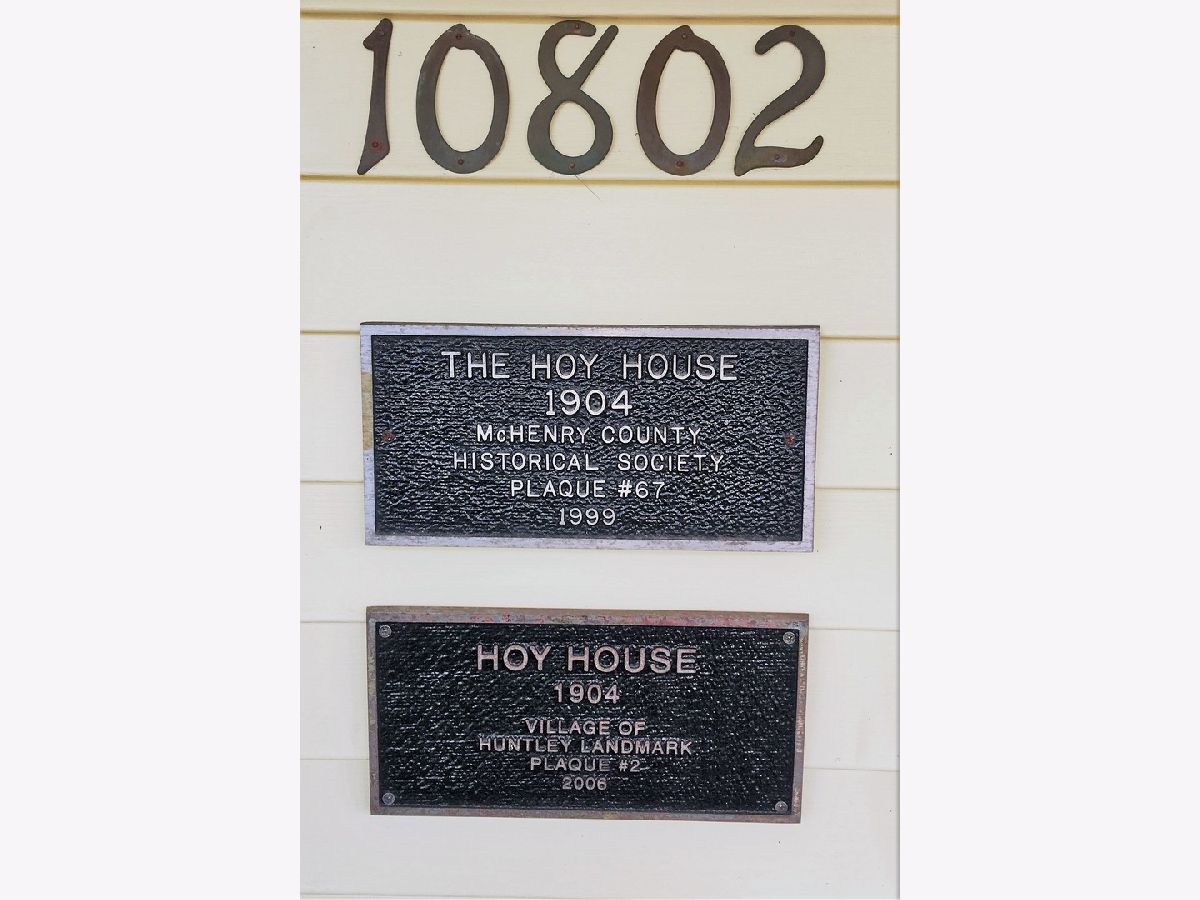 10802
THE HOY HOUSE
1904
McHENRY COUNTY
HISTORICAL SOCIETY
PLAQUE #67
1999
HOY HOUSE
1904
VILLAGE OF
HUNTLEY LANDMARK
PLAQUE #2
2006